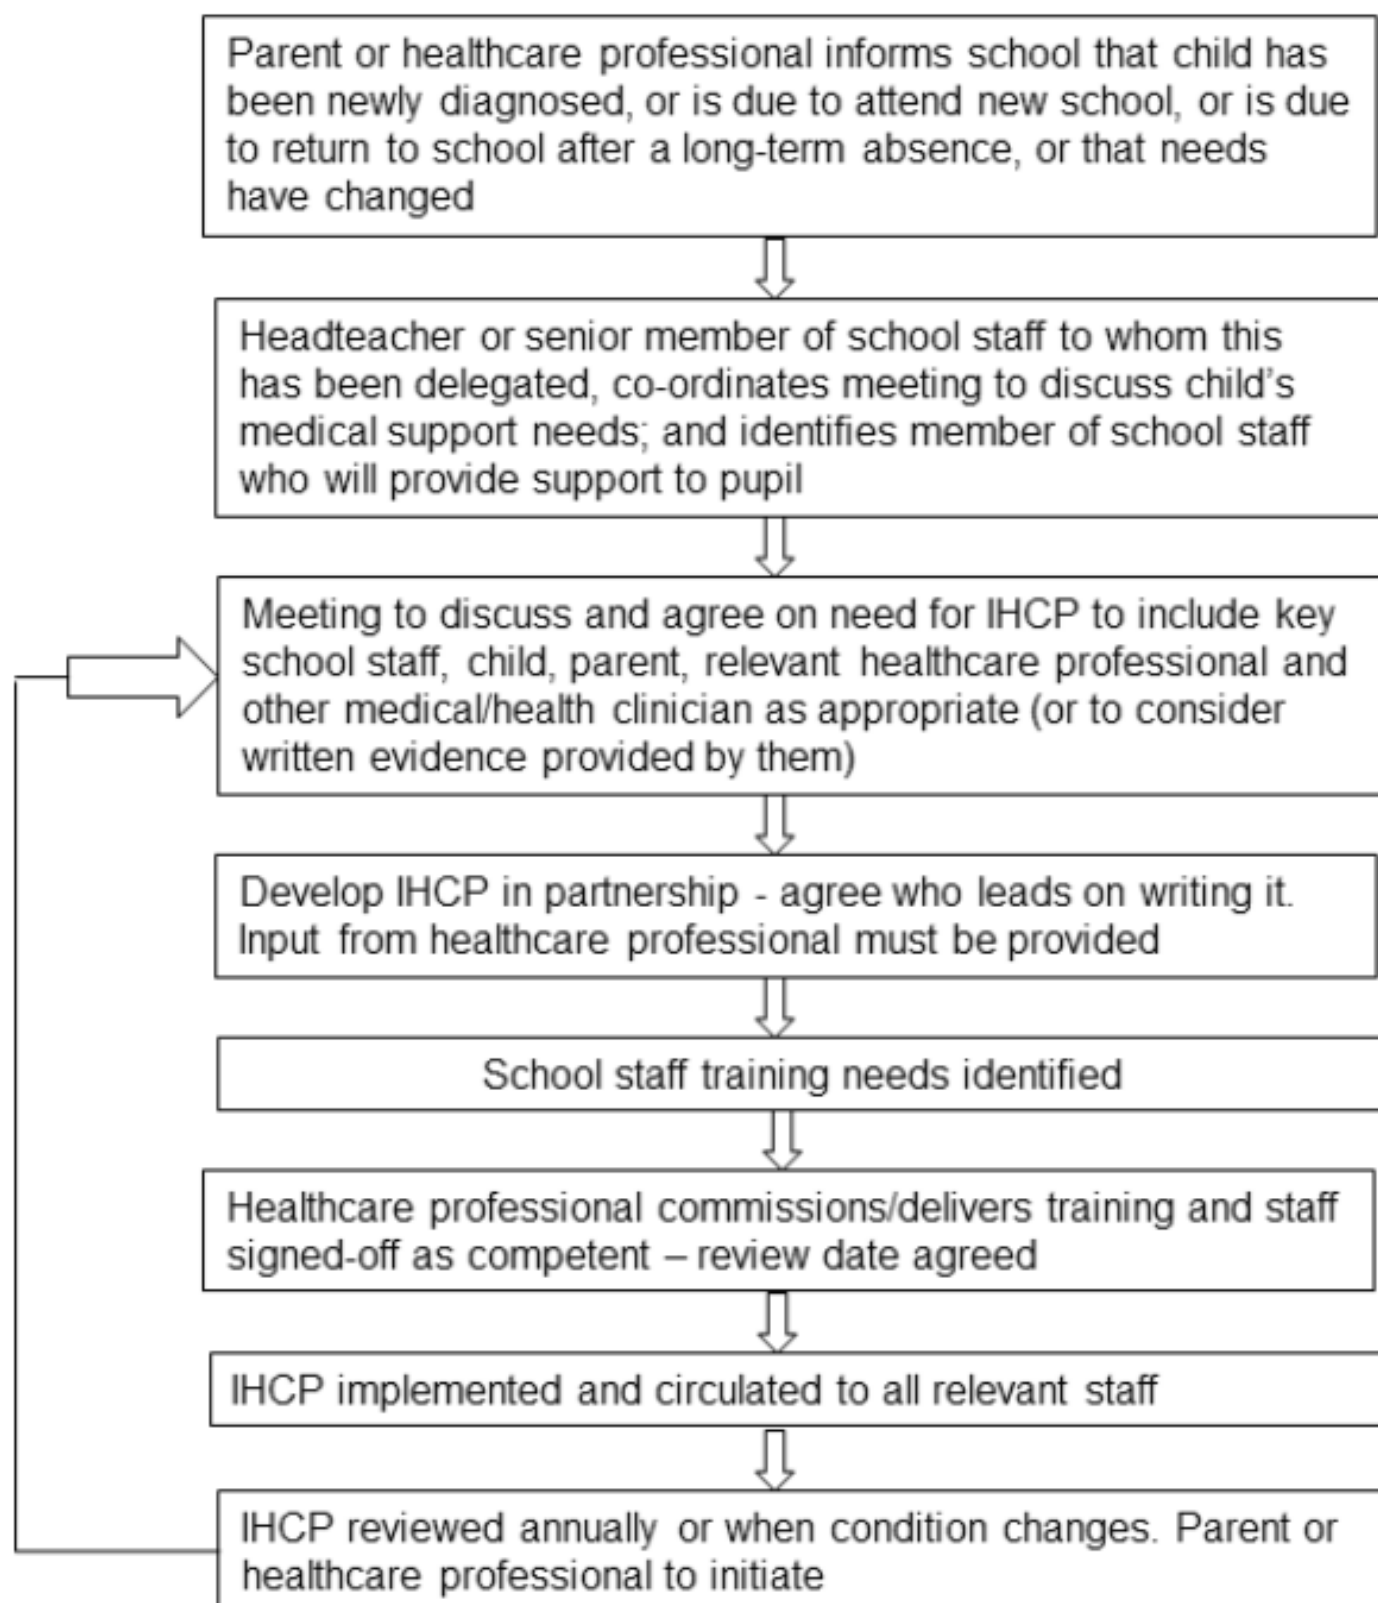 Parent or healthcare professional informs school that child has
been newly diagnosed, or is due to attend new school, or is due
to return to school after a long-term absence, or that needs
have changed
Headteacher or senior member of school staff to whom this
has been delegated, co-ordinates meeting to discuss child's
medical support needs; and identifies member of school staff
who will provide support to pupil
Meeting to discuss and agree on need for IHCP to include key
school staff, child, parent, relevant healthcare professional and
other medical/health clinician as appropriate (or to consider
written evidence provided by them)
Develop IHCP in partnership - agree who leads on writing it.
Input from healthcare professional must be provided
School staff training needs identified
Healthcare professional commissions/delivers training and staff
signed-off as competent – review date agreed
IHCP implemented and circulated to all relevant staff
IHCP reviewed annually or when condition changes. Parent or
healthcare professional to initiate